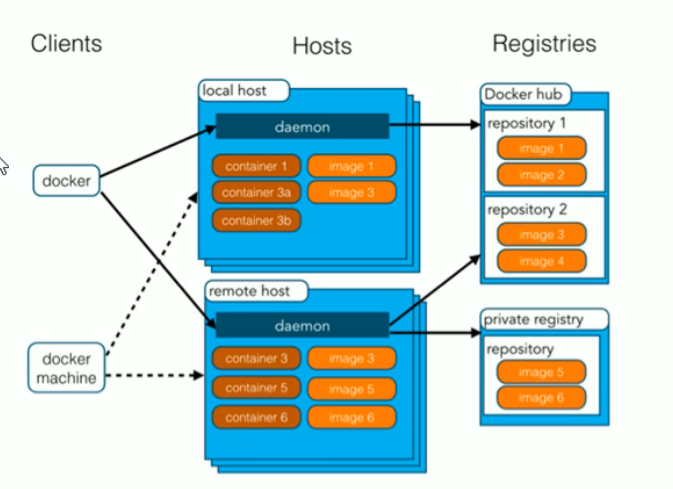 Clients
Hosts
Registries
docker
docker
machine
local host
daemon
container 1
image 1
container 3a
image 3
container 3b
remote host
daemon
container 3
image 3
container 5
image 5
container 6
image 6
Docker hub
repository 1
image 1
image 2
repository 2
image 3
image 4
private registry
repository
image 5
image 6